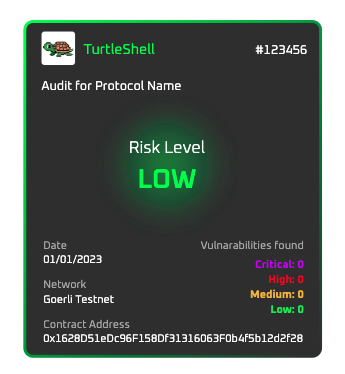 TurtleShell
#123456
Audit for Protocol Name
Risk Level
LOW
Date
01/01/2023
Network
Goerli Testnet
Contract Address
0x1628D51eDc96F158Df31316063F0b4f5b12d2f28
Vulnarabilities found
Critical: 0
High: 0
Medium: 0
Low: 0